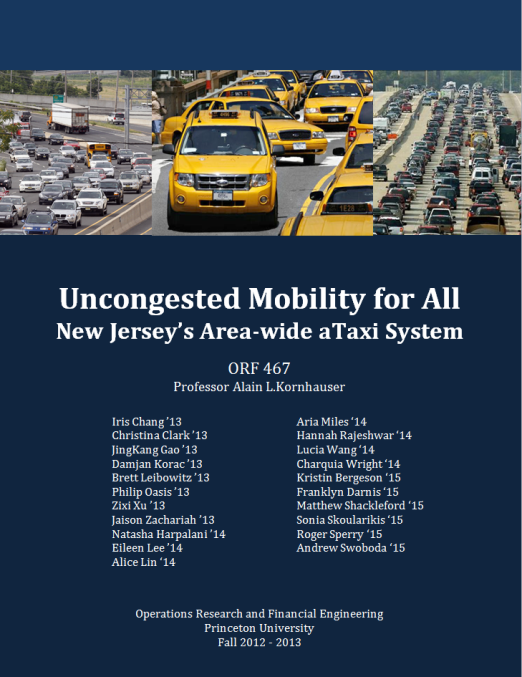 Uncongested Mobility for All
New Jersey's Area-wide aTaxi System
ORF 467
Professor Alain L.Kornhauser
Iris Chang '13
Christina Clark '13
JingKang Gao '13
Damjan Korac '13
Brett Leibowitz '13
Philip Oasis '13
Zixi Xu '13
Jaison Zachariah '13
Natasha Harpalani '14
Eileen Lee '14
Alice Lin '14
Aria Miles '14
Hannah Rajeshwar '14
Lucia Wang '14
Charquia Wright '14
Kristin Bergeson '15
Franklyn Darnis '15
Matthew Shackleford '15
Sonia Skoularikis '15
Roger Sperry '15
Andrew Swoboda '15
Operations Research and Financial Engineering
Princeton University
Fall 2012 - 2013